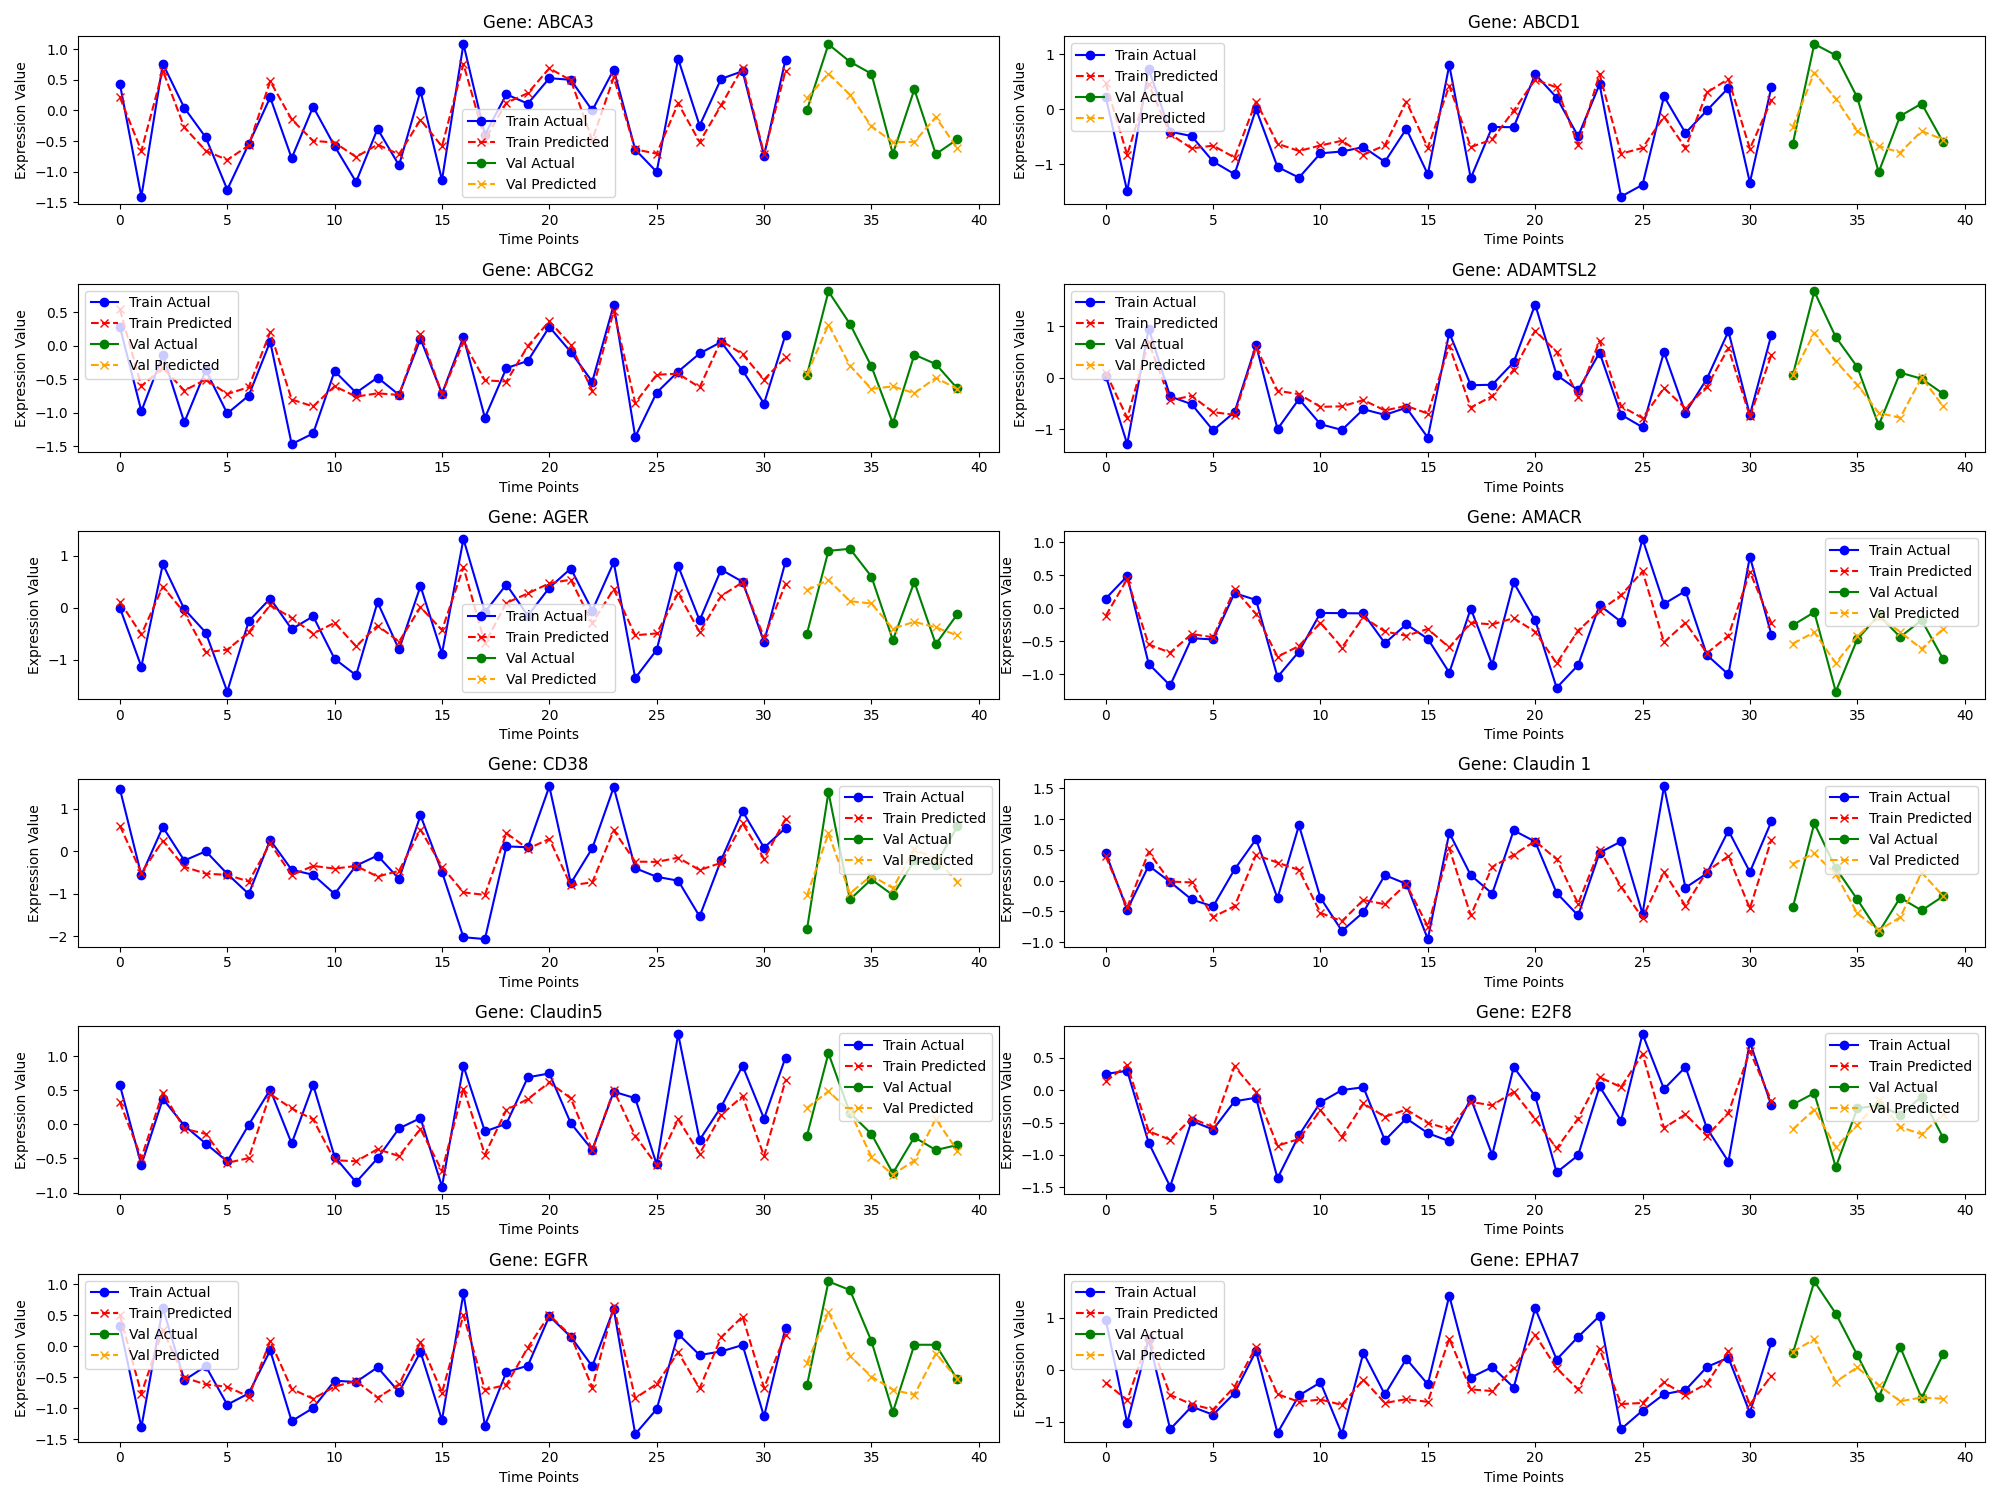 Gene: ABCA3
Expression Value
1.0
0.5
0.0
−0.5
−1.0
−1.5
Train Actual
Train Predicted
Val Actual
Val Predicted
0 5 10 15 20 25 30 35 40
Time Points
Gene: ABCD1
Expression Value
1
0
−1
Train Actual
Train Predicted
Val Actual
Val Predicted
0 5 10 15 20 25 30 35 40
Time Points
Gene: ABCG2
Expression Value
0.5
0.0
−0.5
−1.0
−1.5
Train Actual
Train Predicted
Val Actual
Val Predicted
0 5 10 15 20 25 30 35 40
Time Points
Gene: ADAMTSL2
Expression Value
1
0
−1
Train Actual
Train Predicted
Val Actual
Val Predicted
0 5 10 15 20 25 30 35 40
Time Points
Gene: AGER
Expression Value
1
0
−1
Train Actual
Train Predicted
Val Actual
Val Predicted
0 5 10 15 20 25 30 35 40
Time Points
Gene: AMACR
Expression Value
1.0
0.5
0.0
−0.5
−1.0
Train Actual
Train Predicted
Val Actual
Val Predicted
0 5 10 15 20 25 30 35 40
Time Points
Gene: CD38
Expression Value
1
0
−1
−2
Train Actual
Train Predicted
Val Actual
Val Predicted
0 5 10 15 20 25 30 35 40
Time Points
Gene: Claudin 1
Expression Value
1.5
1.0
0.5
0.0
−0.5
−1.0
Train Actual
Train Predicted
Val Actual
Val Predicted
0 5 10 15 20 25 30 35 40
Time Points
Gene: Claudin5
Expression Value
1.0
0.5
0.0
−0.5
−1.0
Train Actual
Train Predicted
Val Actual
Val Predicted
0 5 10 15 20 25 30 35 40
Time Points
Gene: E2F8
Expression Value
0.5
0.0
−0.5
−1.0
−1.5
Train Actual
Train Predicted
Val Actual
Val Predicted
0 5 10 15 20 25 30 35 40
Time Points
Gene: EGFR
Expression Value
1.0
0.5
0.0
−0.5
−1.0
−1.5
Train Actual
Train Predicted
Val Actual
Val Predicted
0 5 10 15 20 25 30 35 40
Time Points
Gene: EPHA7
Expression Value
1
0
−1
Train Actual
Train Predicted
Val Actual
Val Predicted
0 5 10 15 20 25 30 35 40
Time Points